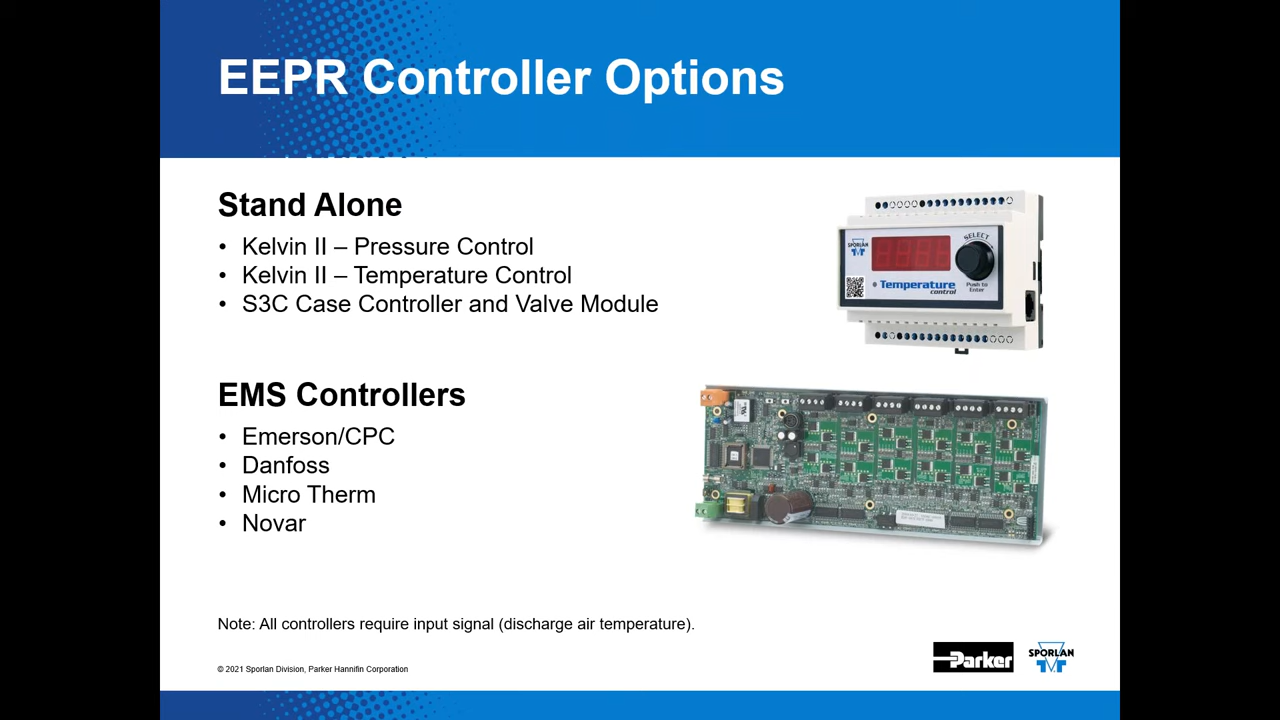 EEPR Controller Options
Stand Alone
• Kelvin II – Pressure Control
• Kelvin II – Temperature Control
• S3C Case Controller and Valve Module
SPORLAN
SELECT
Temperature
control
Push to
Enter
EMS Controllers
• Emerson/CPC
• Danfoss
• Micro Therm
• Novar
Note: All controllers require input signal (discharge air temperature).
© 2021 Sporlan Division, Parker Hannifin Corporation
Parker
SPORLAN